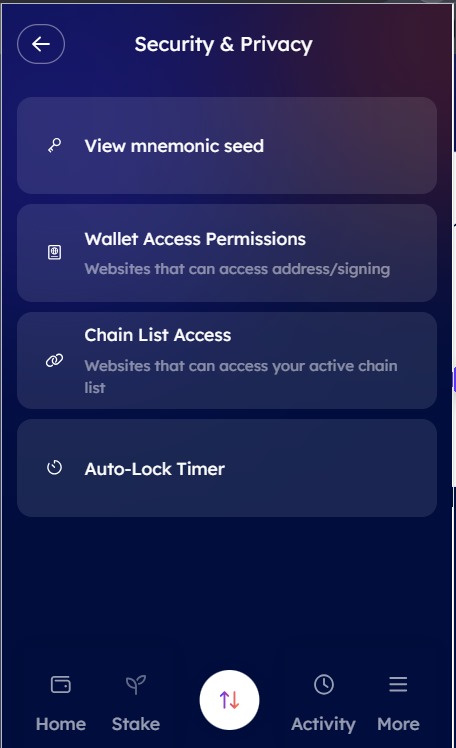 Security & Privacy
View mnemonic seed
Wallet Access Permissions
Websites that can access address/signing
Chain List Access
Websites that can access your active chain
list
Auto-Lock Timer
Home
Stake
Activity
More